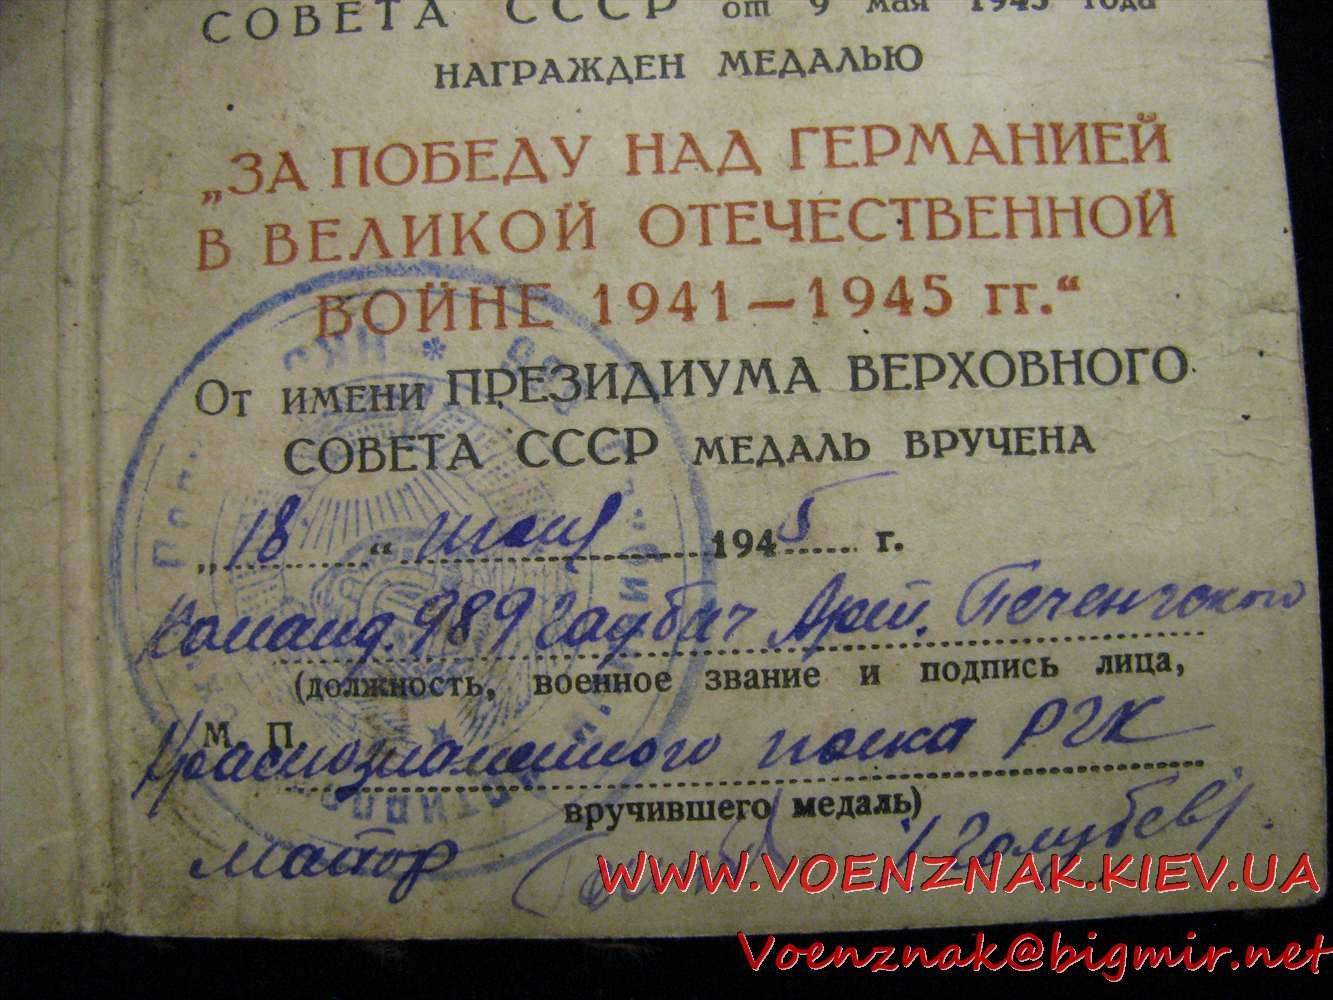 СОВЕТА СССР от 9 мая 1945 года
НАГРАЖДЕН МЕДАЛЬЮ
„ЗА ПОБЕДУ НАД ГЕРМАНИЕЙ
В ВЕЛИКОЙ ОТЕЧЕСТВЕННОЙ
ВОЙНЕ 1941—1945 гг.“
От имени ПРЕЗИДИУМА ВЕРХОВНОГО
СОВЕТА СССР МЕДАЛЬ ВРУЧЕНА
„18“ 1945 г.
Команд. 989 гаубич Арт. Печенгского
(должность, военное звание и подпись лица,
М. П.
Краснознаменного полка РГК
вручившего медаль)
майор /Голубев/
WWW.VOENZNAK.KIEV.UA
Voenznak@bigmir.net